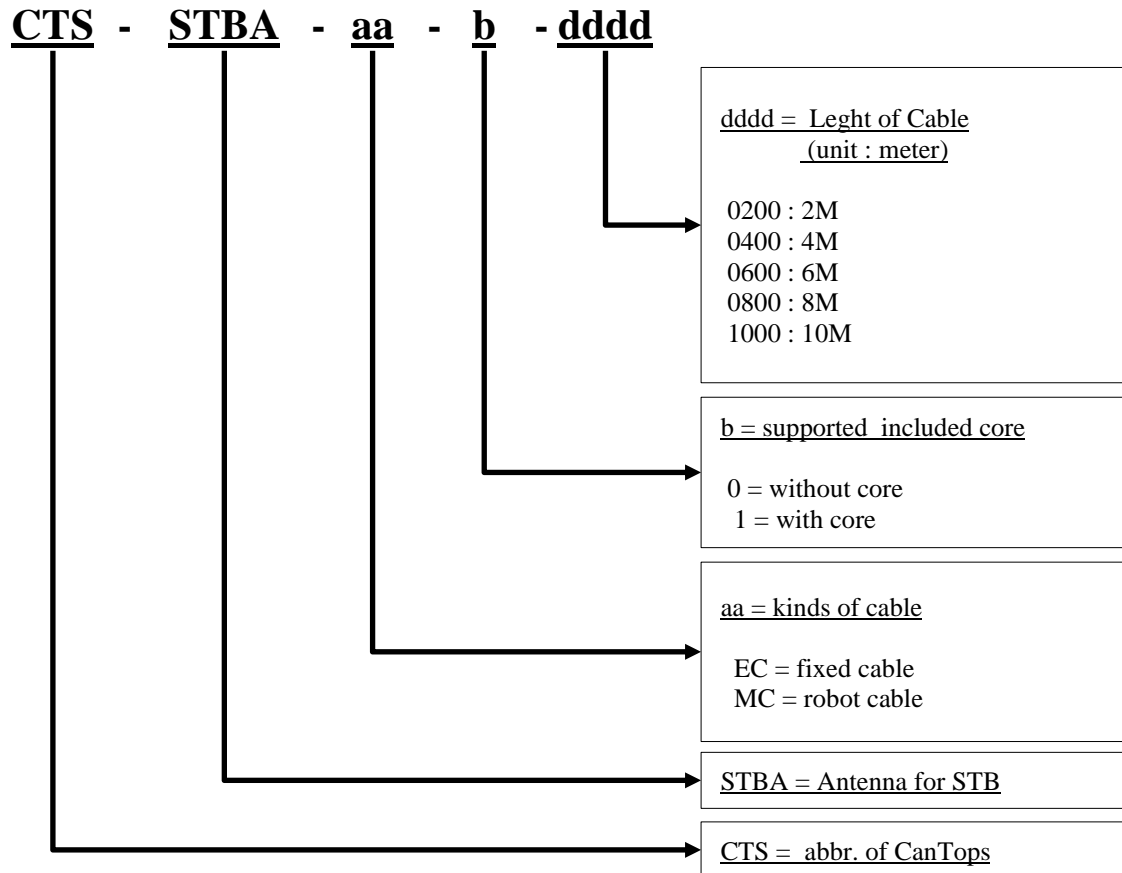 CTS - STBA - aa - b - dddd
dddd = Leght of Cable
(unit : meter)
0200 : 2M
0400 : 4M
0600 : 6M
0800 : 8M
1000 : 10M
b = supported included core
0 = without core
1 = with core
aa = kinds of cable
EC = fixed cable
MC = robot cable
STBA = Antenna for STB
CTS = abbr. of CanTops